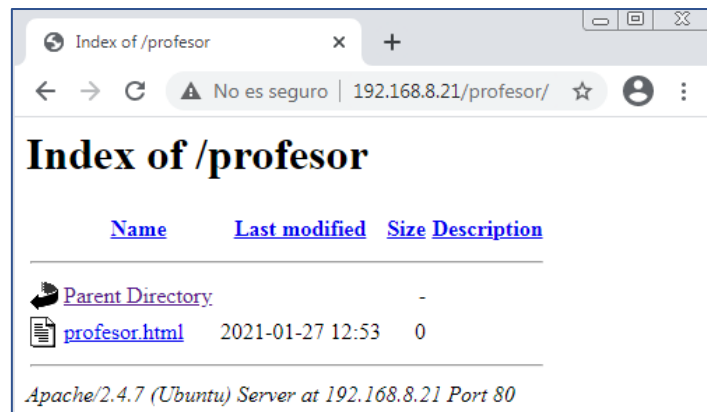 Index of /profesor
No es seguro | 192.168.8.21/profesor/
Index of /profesor
Name Last modified Size Description
Parent Directory -
profesor.html 2021-01-27 12:53 0
Apache/2.4.7 (Ubuntu) Server at 192.168.8.21 Port 80